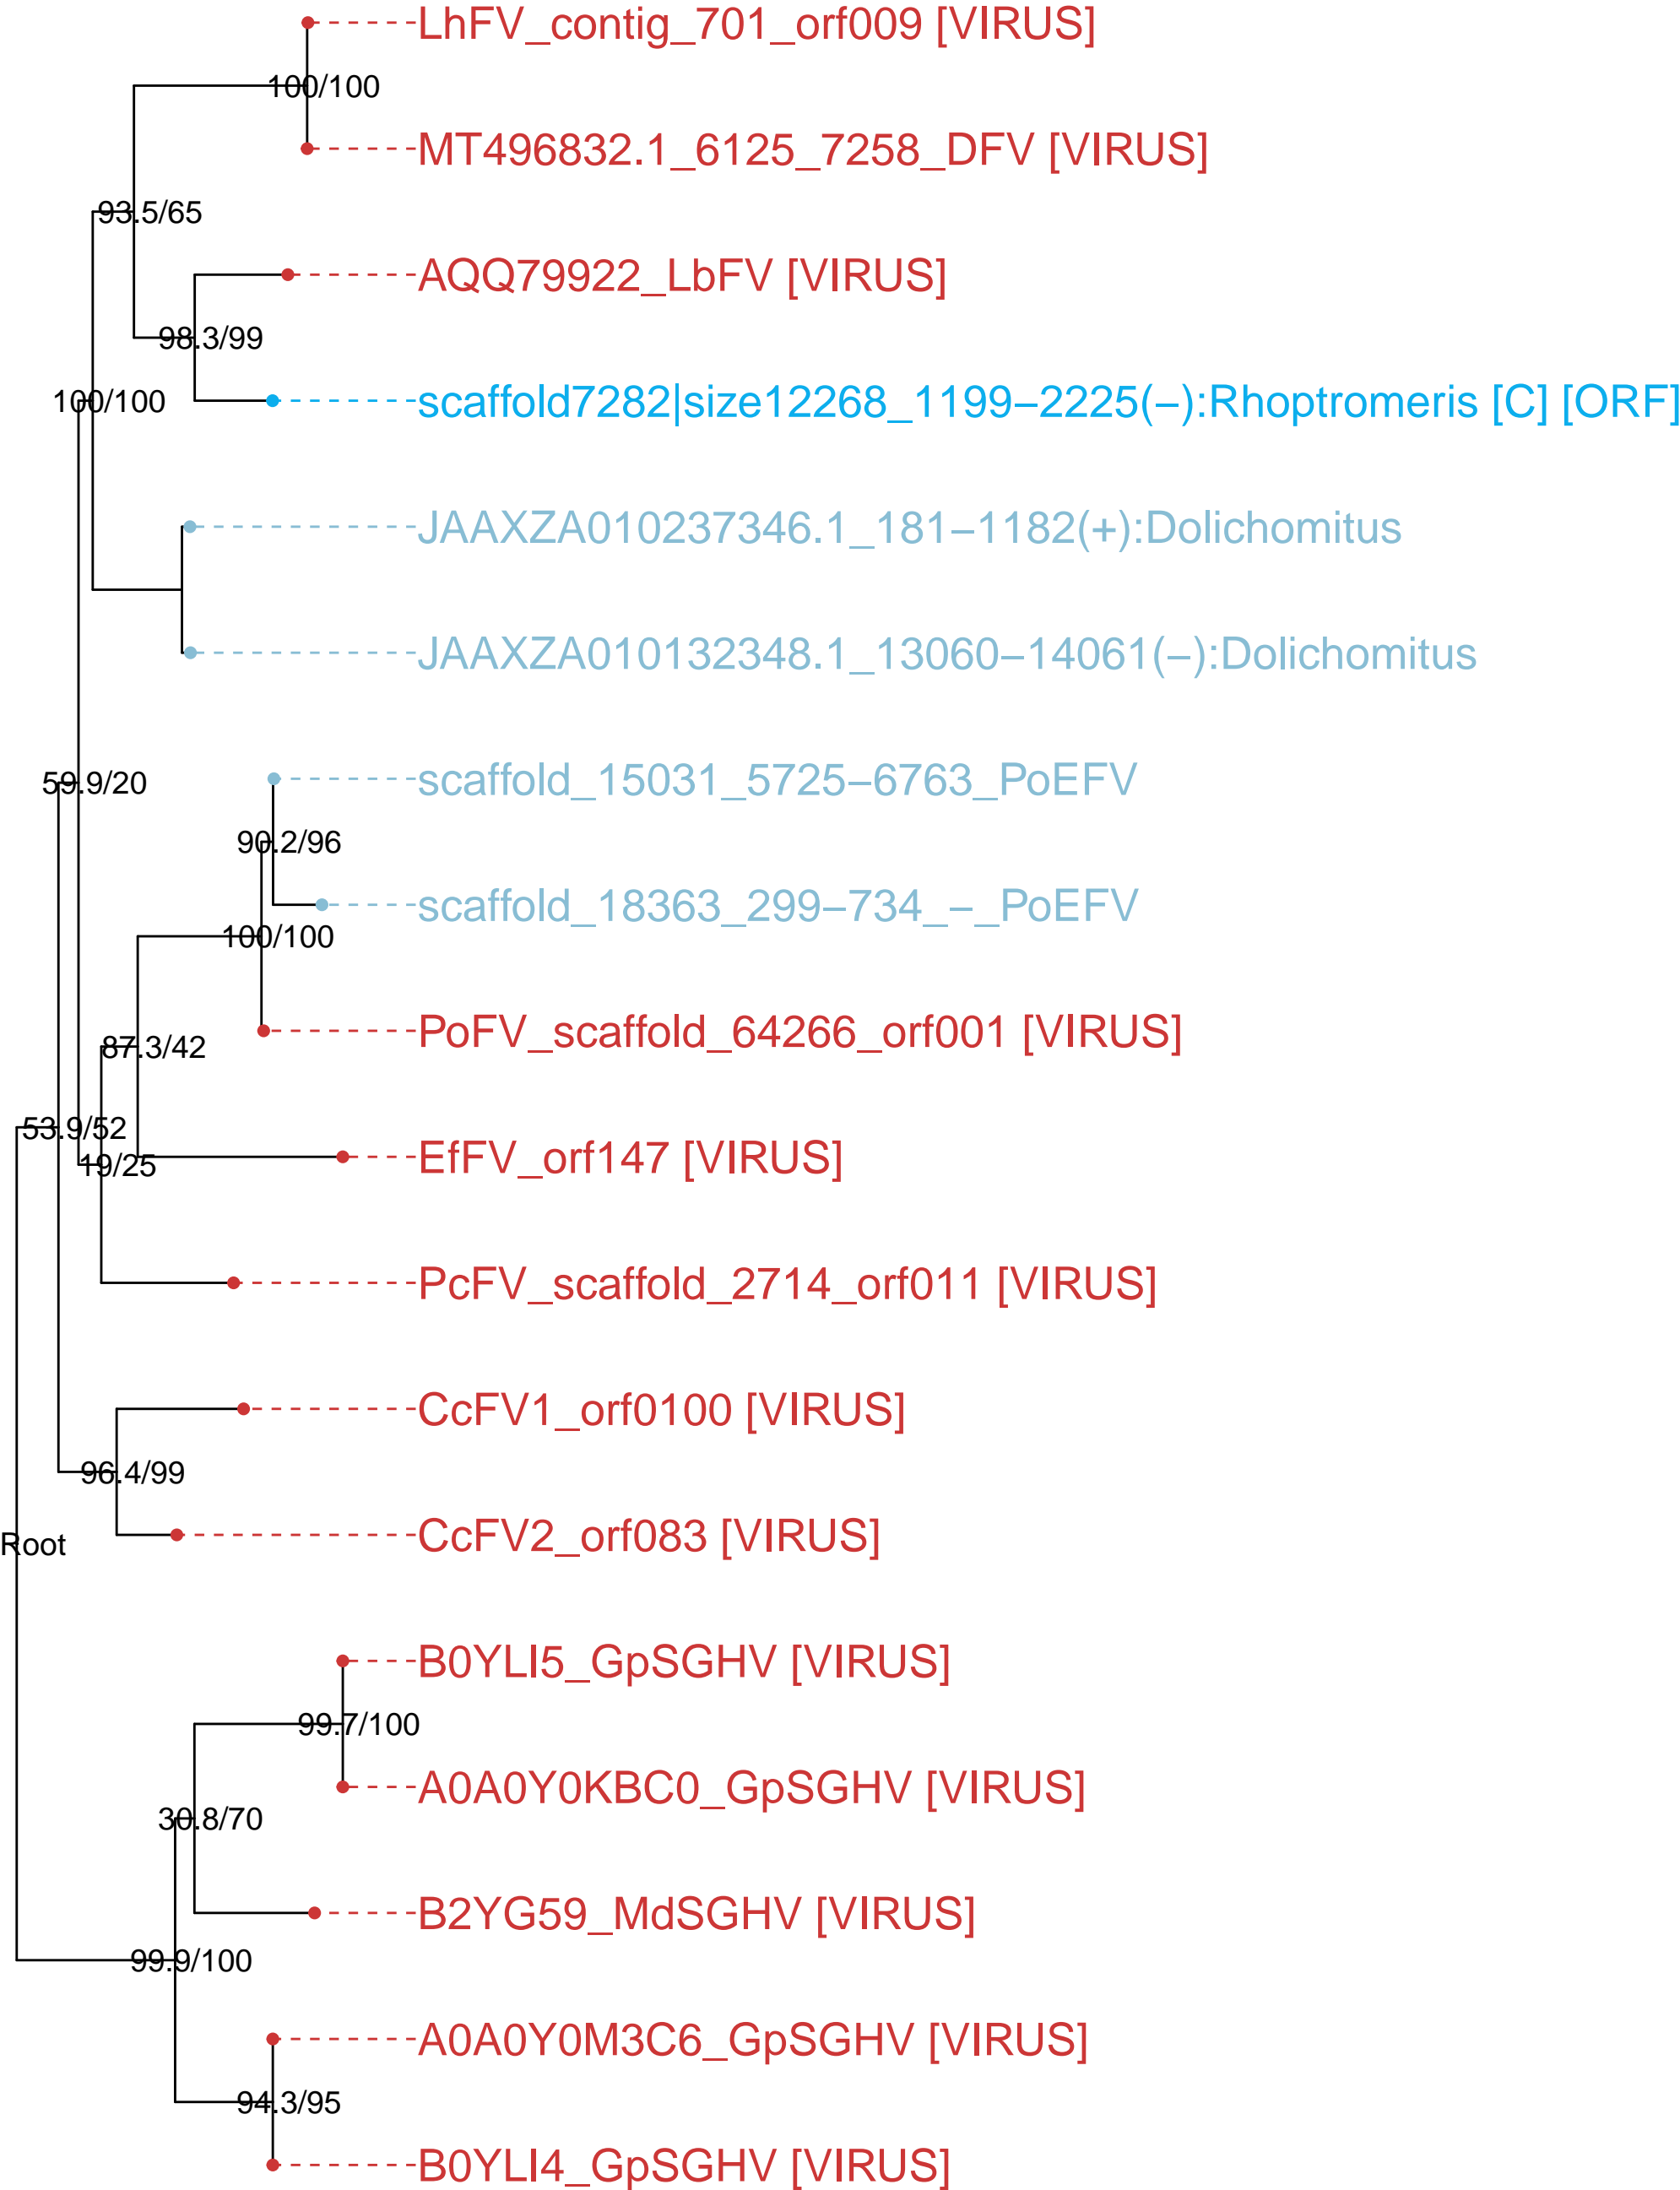 LhFV_contig_701_orf009 [VIRUS]
100/100
MT496832.1_6125_7258_DFV [VIRUS]
93.5/65
AQQ79922_LbFV [VIRUS]
98.3/99
scaffold7282|size12268_1199–2225(–):Rhoptromeris [C] [ORF]
100/100
JAAXZA010237346.1_181–1182(+):Dolichomitus
JAAXZA010132348.1_13060–14061(–):Dolichomitus
scaffold_15031_5725–6763_PoEFV
59.9/20
90.2/96
scaffold_18363_299–734_–_PoEFV
100/100
PoFV_scaffold_64266_orf001 [VIRUS]
87.3/42
53.9/52
EfFV_orf147 [VIRUS]
19/25
PcFV_scaffold_2714_orf011 [VIRUS]
CcFV1_orf0100 [VIRUS]
96.4/99
CcFV2_orf083 [VIRUS]
Root
B0YLI5_GpSGHV [VIRUS]
99.7/100
A0A0Y0KBC0_GpSGHV [VIRUS]
30.8/70
B2YG59_MdSGHV [VIRUS]
99.9/100
A0A0Y0M3C6_GpSGHV [VIRUS]
94.3/95
B0YLI4_GpSGHV [VIRUS]